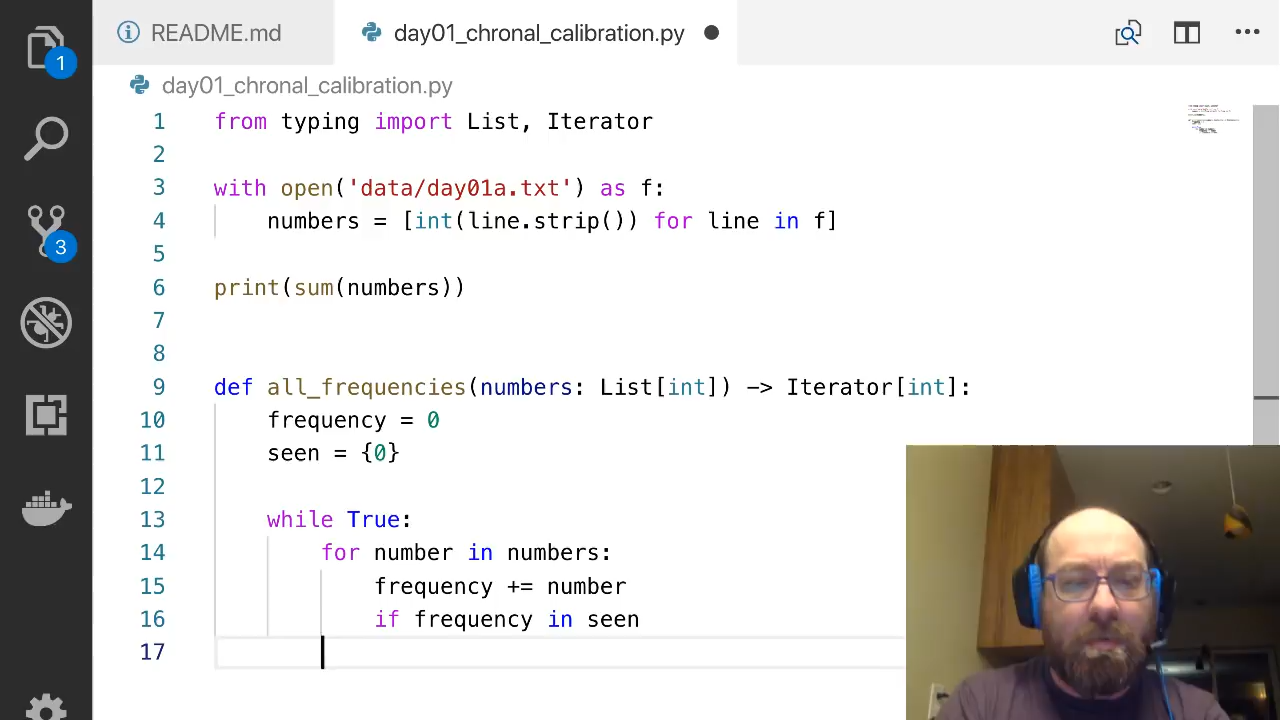 1
README.md
day01_chronal_calibration.py
day01_chronal_calibration.py
1 from typing import List, Iterator
2
3 with open('data/day01a.txt') as f:
4     numbers = [int(line.strip()) for line in f]
5
6 print(sum(numbers))
7
8
9 def all_frequencies(numbers: List[int]) -> Iterator[int]:
10     frequency = 0
11     seen = {0}
12
13     while True:
14         for number in numbers:
15             frequency += number
16             if frequency in seen
17
3